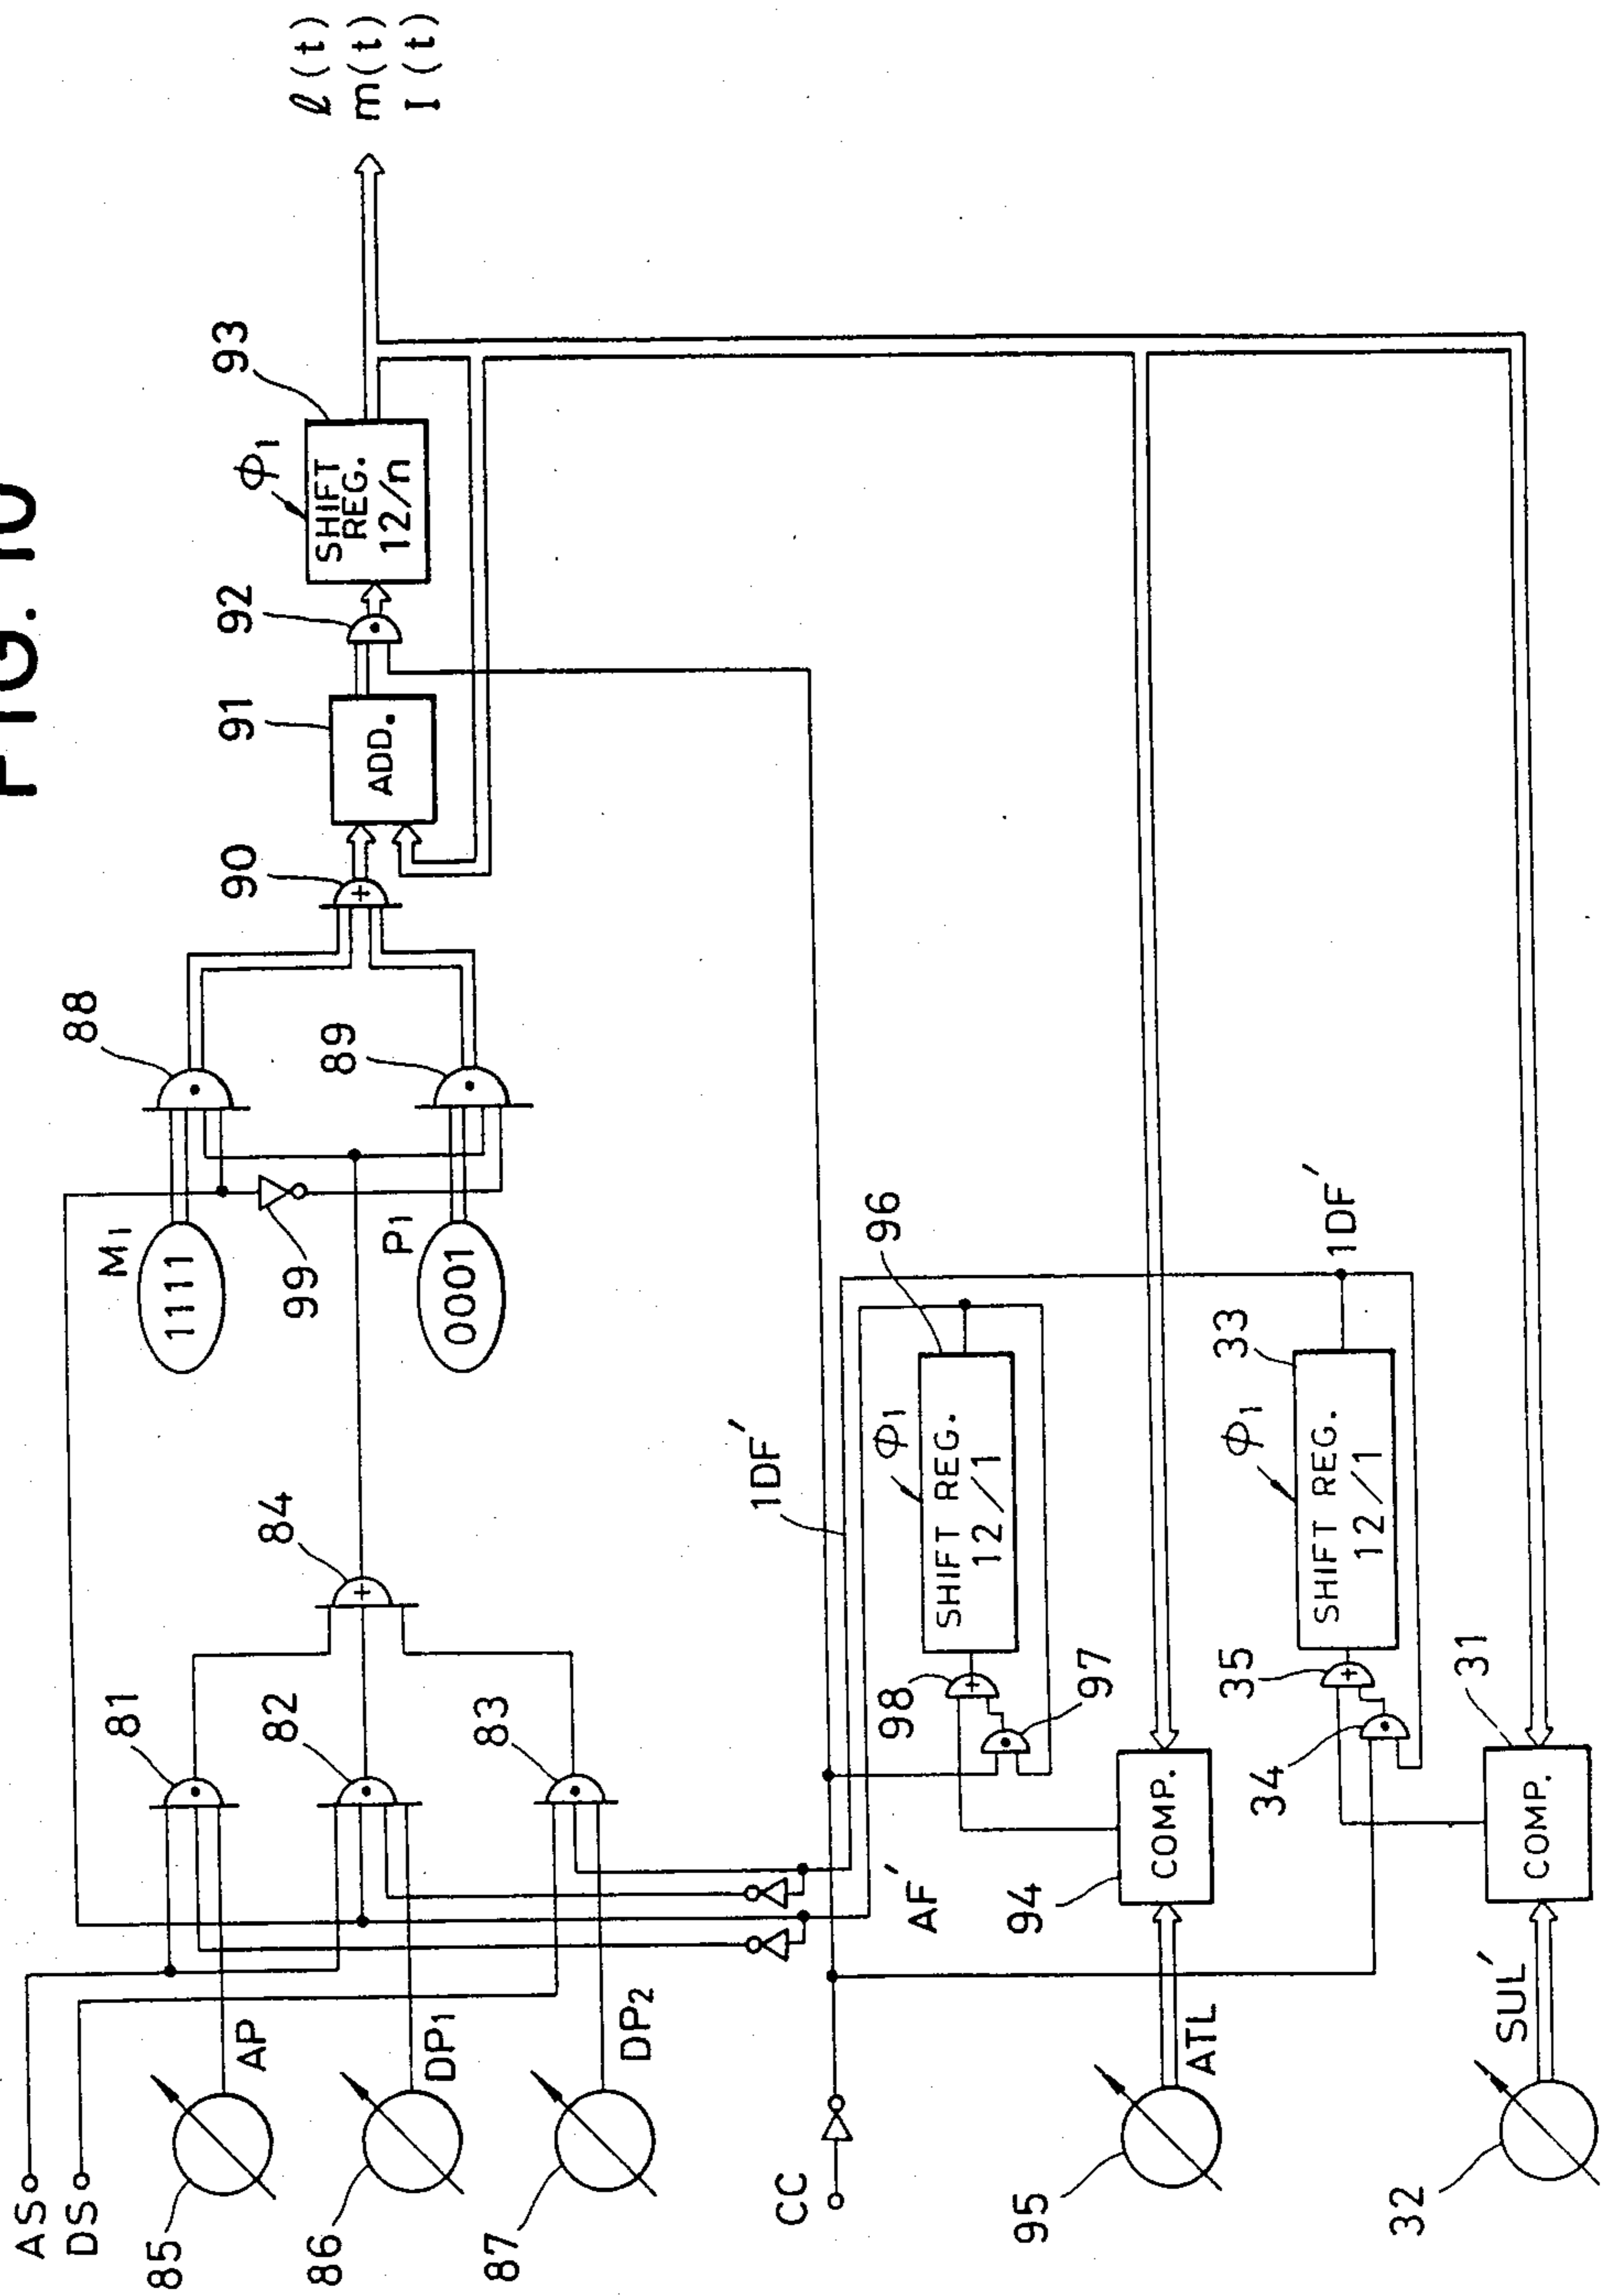 FIG. 10
AS
DS
85
AP
86
DP1
87
DP2
81
82
83
84
M1
1111
99
P1
0001
88
89
90
91
ADD.
92
93
φ1
SHIFT
REG.
12/n
ℓ(t)
m(t)
I(t)
CC
AF'
1DF'
96
φ1
SHIFT REG.
12/1
98
97
94
COMP.
95
ATL
1DF'
33
φ1
SHIFT REG.
12/1
35
34
31
COMP.
32
SUL'